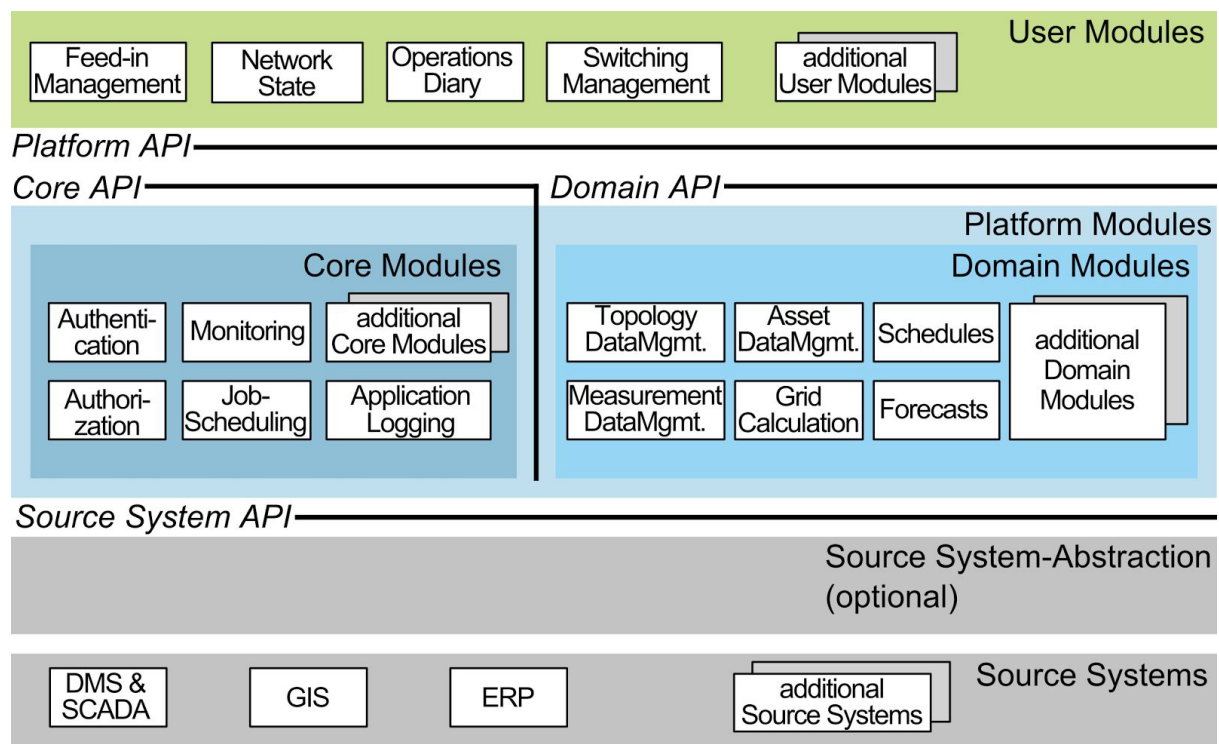 User Modules
Feed-in
Management
Network
State
Operations
Diary
Switching
Management
additional
User Modules
Platform API
Core API
Domain API
Platform Modules
Core Modules
Authenti-
cation
Monitoring
additional
Core Modules
Authori-
zation
Job-
Scheduling
Application
Logging
Domain Modules
Topology
DataMgmt.
Asset
DataMgmt.
Schedules
additional
Domain
Modules
Measurement
DataMgmt.
Grid
Calculation
Forecasts
Source System API
Source System-Abstraction
(optional)
Source Systems
DMS &
SCADA
GIS
ERP
additional
Source Systems